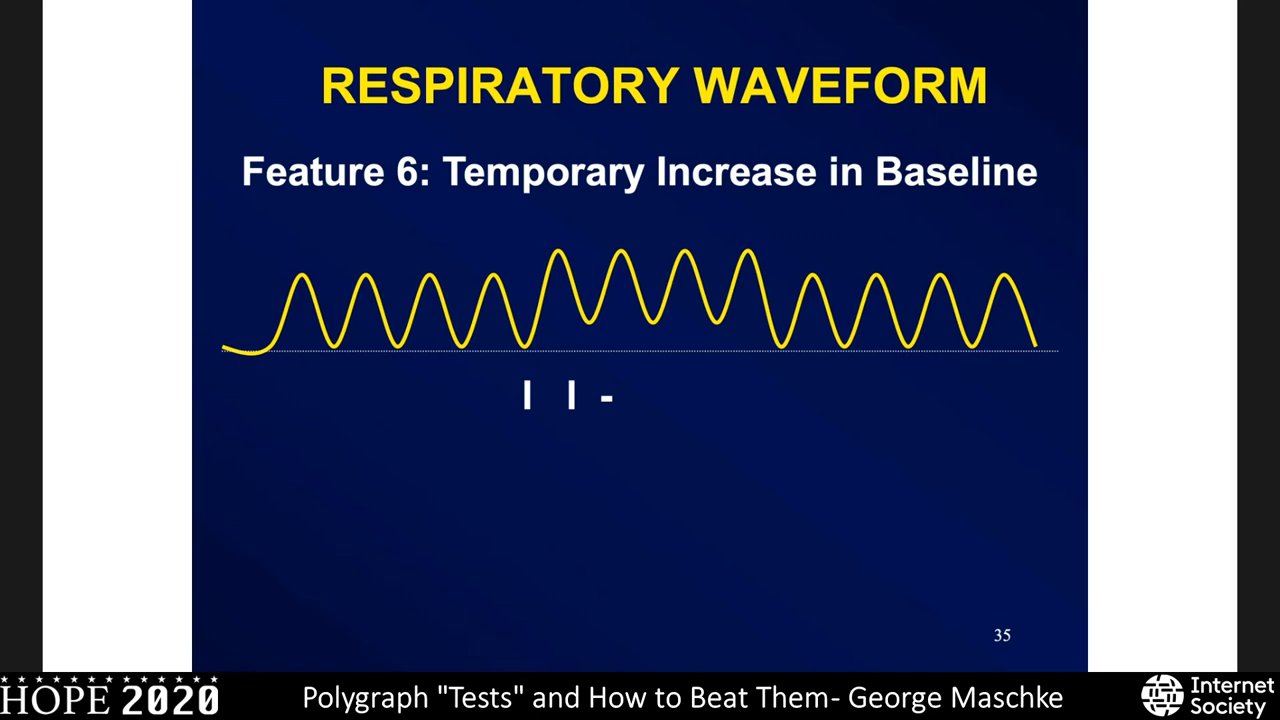 RESPIRATORY WAVEFORM
Feature 6: Temporary Increase in Baseline
| | -
35
HOPE 2020
Polygraph "Tests" and How to Beat Them- George Maschke
Internet
Society